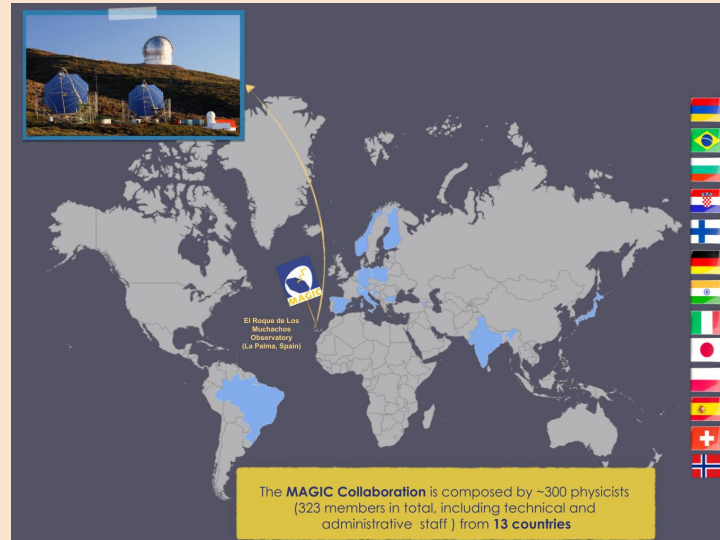 MAGIC
El Roque de Los
Muchachos
Observatory
(La Palma, Spain)
The MAGIC Collaboration is composed by ~300 physicists
(323 members in total, including technical and
administrative staff ) from 13 countries